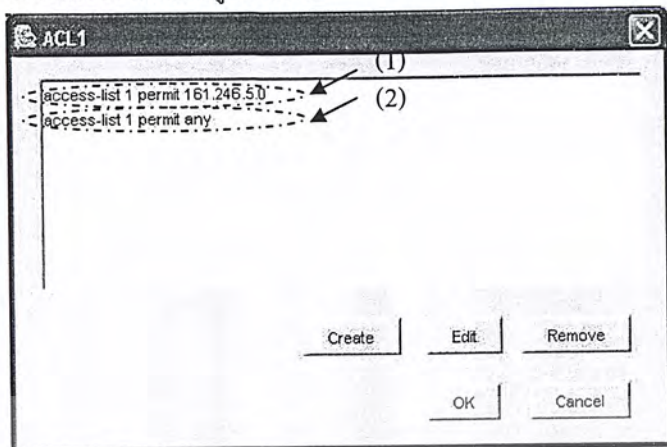 ACL1
(1)
access-list 1 permit 161.246.5.0
(2)
access-list 1 permit any
Create
Edit
Remove
OK
Cancel